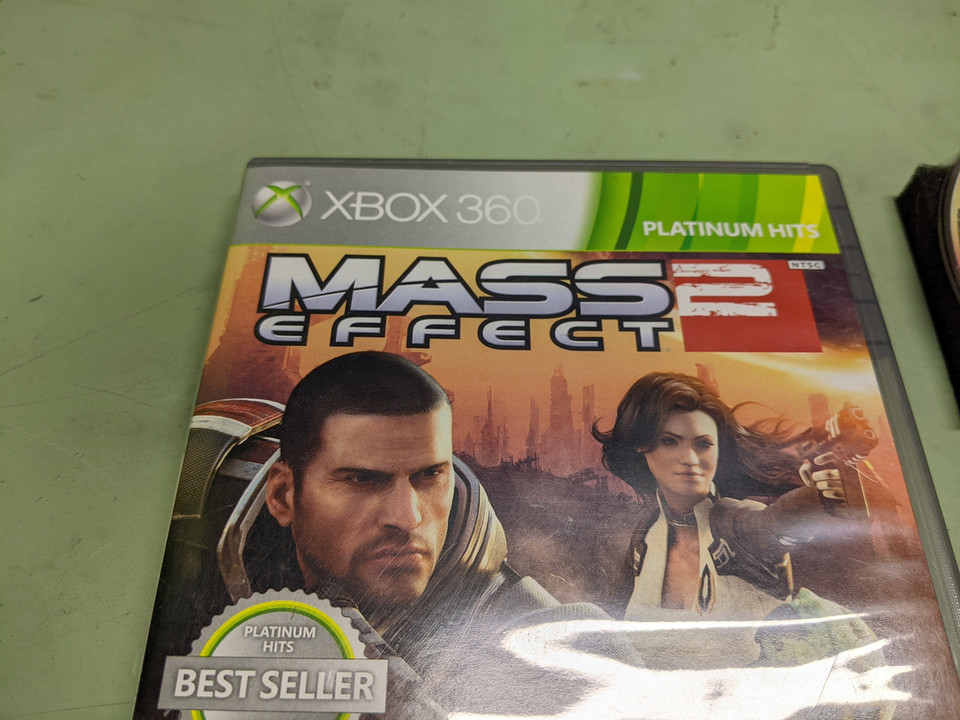 XBOX 360
PLATINUM HITS
NTSC
MASS 2
EFFECT
PLATINUM
HITS
BEST SELLER